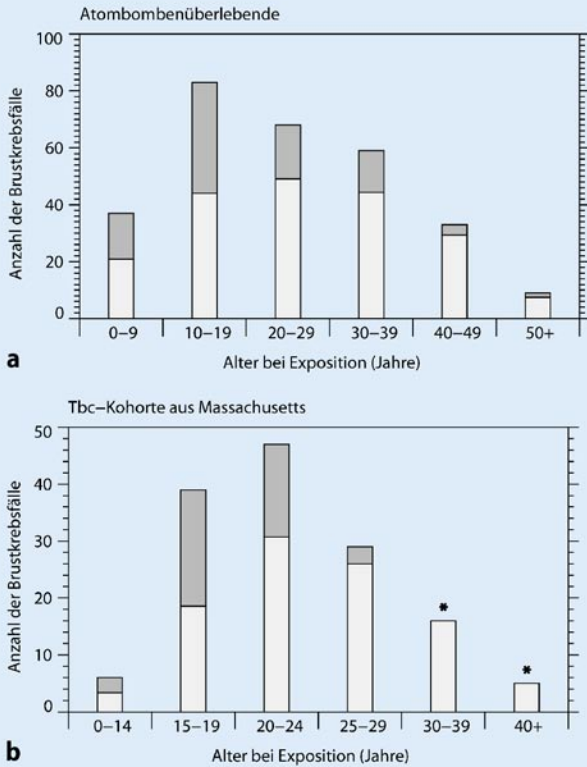 Atombombenüberlebende
Anzahl der Brustkrebsfälle
100
80
60
40
20
0
0–9 10–19 20–29 30–39 40–49 50+
a
Alter bei Exposition (Jahre)
Tbc–Kohorte aus Massachusetts
Anzahl der Brustkrebsfälle
50
40
30
20
10
0
* *
0–14 15–19 20–24 25–29 30–39 40+
b
Alter bei Exposition (Jahre)